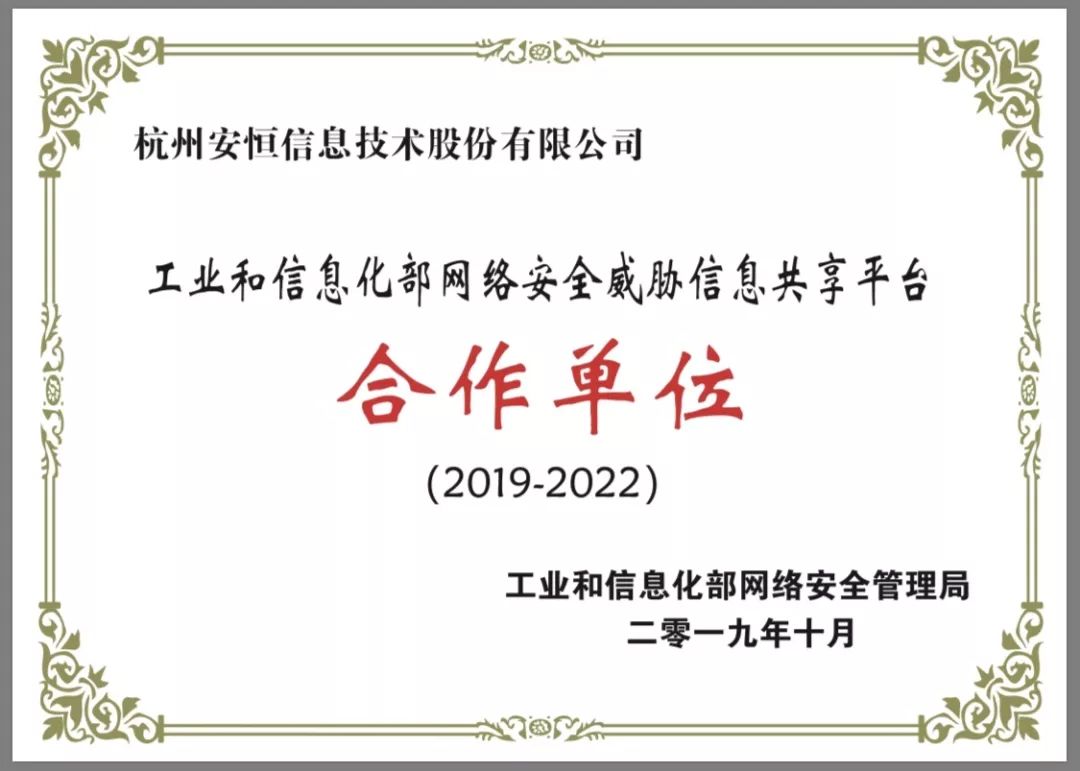 杭州安恒信息技术股份有限公司
工业和信息化部网络安全威胁信息共享平台
合作单位
(2019-2022)
工业和信息化部网络安全管理局
二零一九年十月